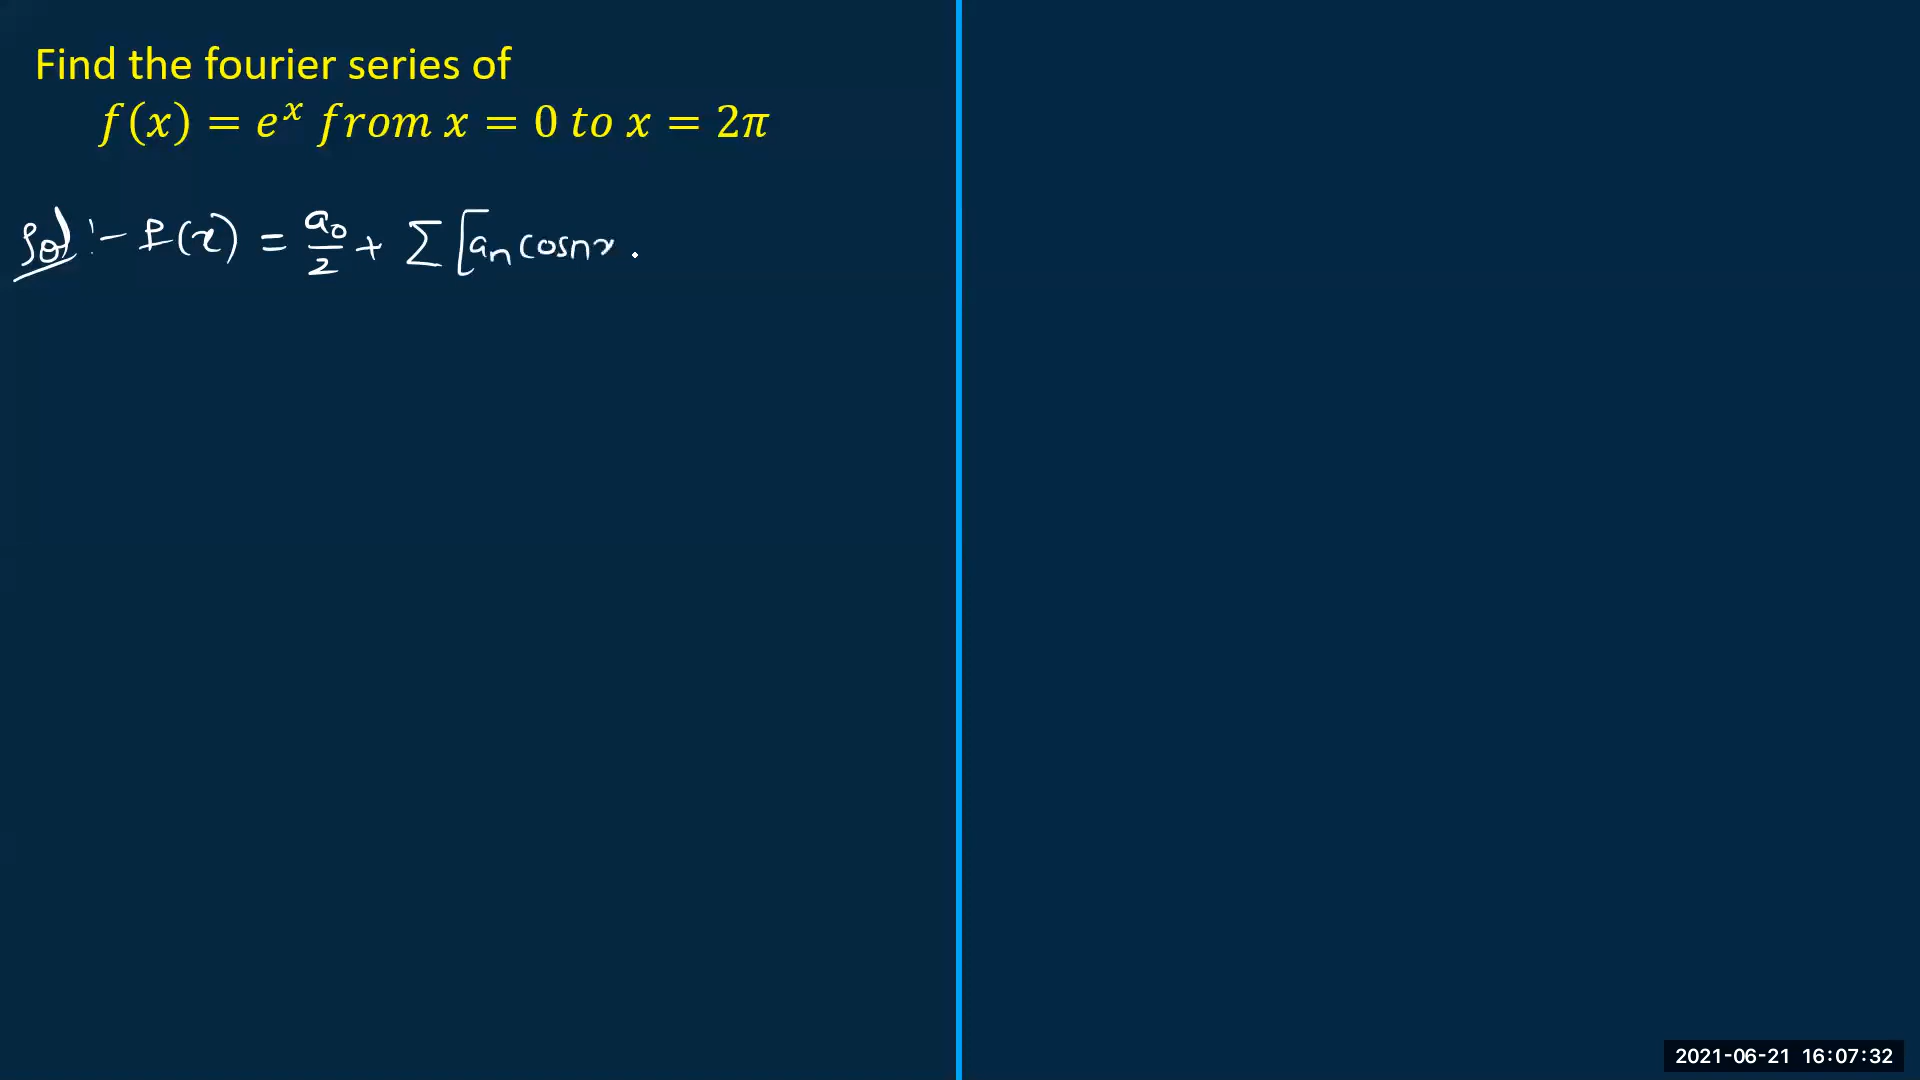 Find the fourier series of
f(x) = e^x from x = 0 to x = 2π
Sol :- f(x) = a₀/2 + ∑ [aₙ cosnx .
2021-06-21 16:07:32